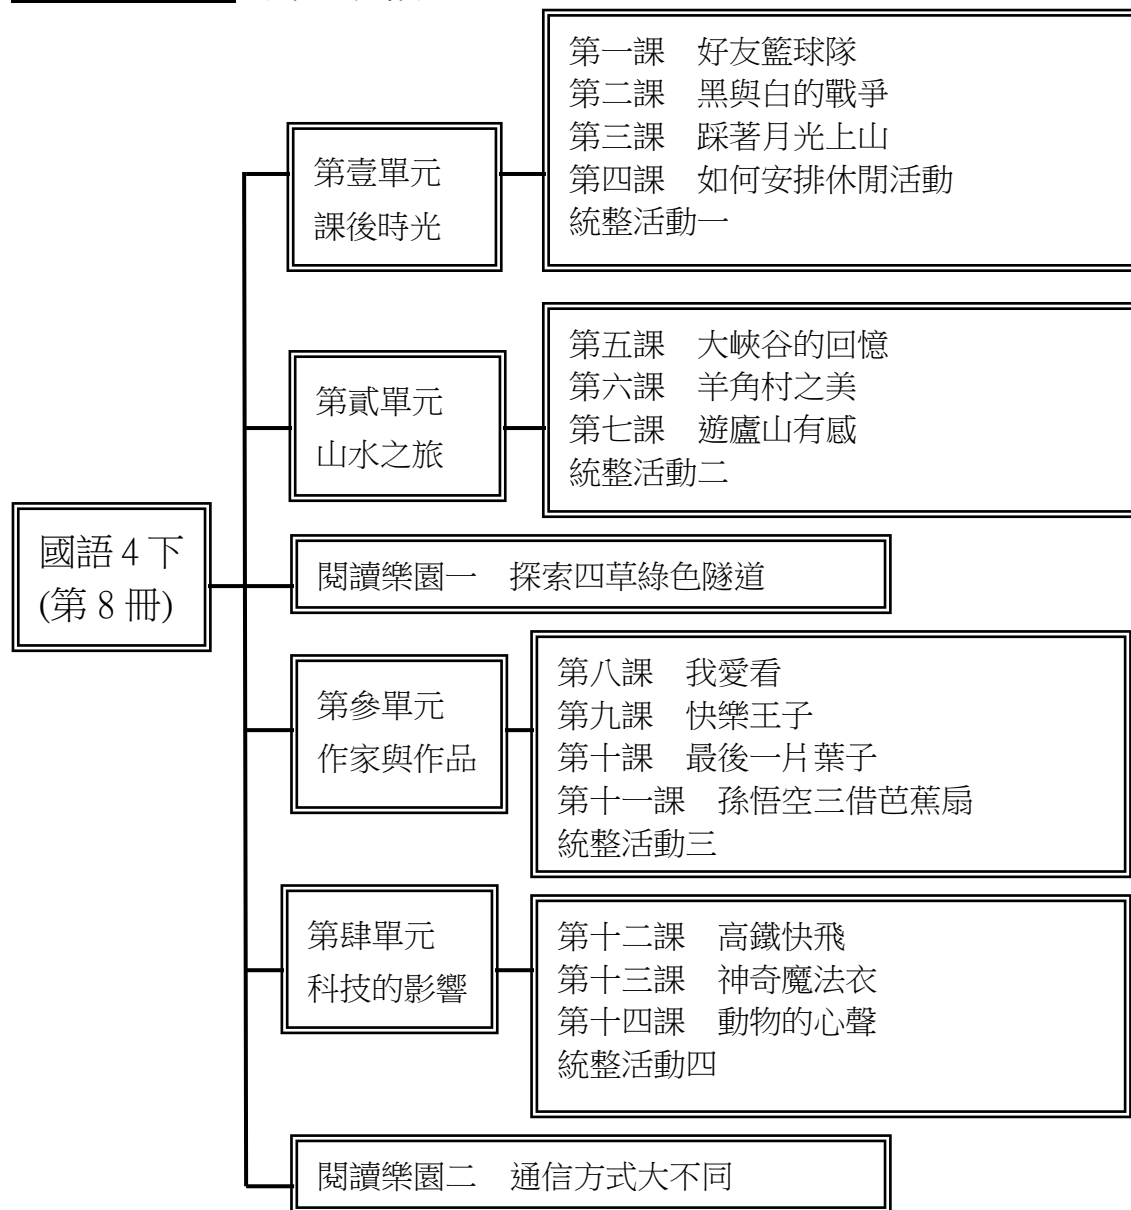 國語 4 下
(第 8 冊)
第壹單元
課後時光
第一課 好友籃球隊
第二課 黑與白的戰爭
第三課 踩著月光上山
第四課 如何安排休閒活動
統整活動一
第貳單元
山水之旅
第五課 大峽谷的回憶
第六課 羊角村之美
第七課 遊廬山有感
統整活動二
閱讀樂園一 探索四草綠色隧道
第參單元
作家與作品
第八課 我愛看
第九課 快樂王子
第十課 最後一片葉子
第十一課 孫悟空三借芭蕉扇
統整活動三
第肆單元
科技的影響
第十二課 高鐵快飛
第十三課 神奇魔法衣
第十四課 動物的心聲
統整活動四
閱讀樂園二 通信方式大不同